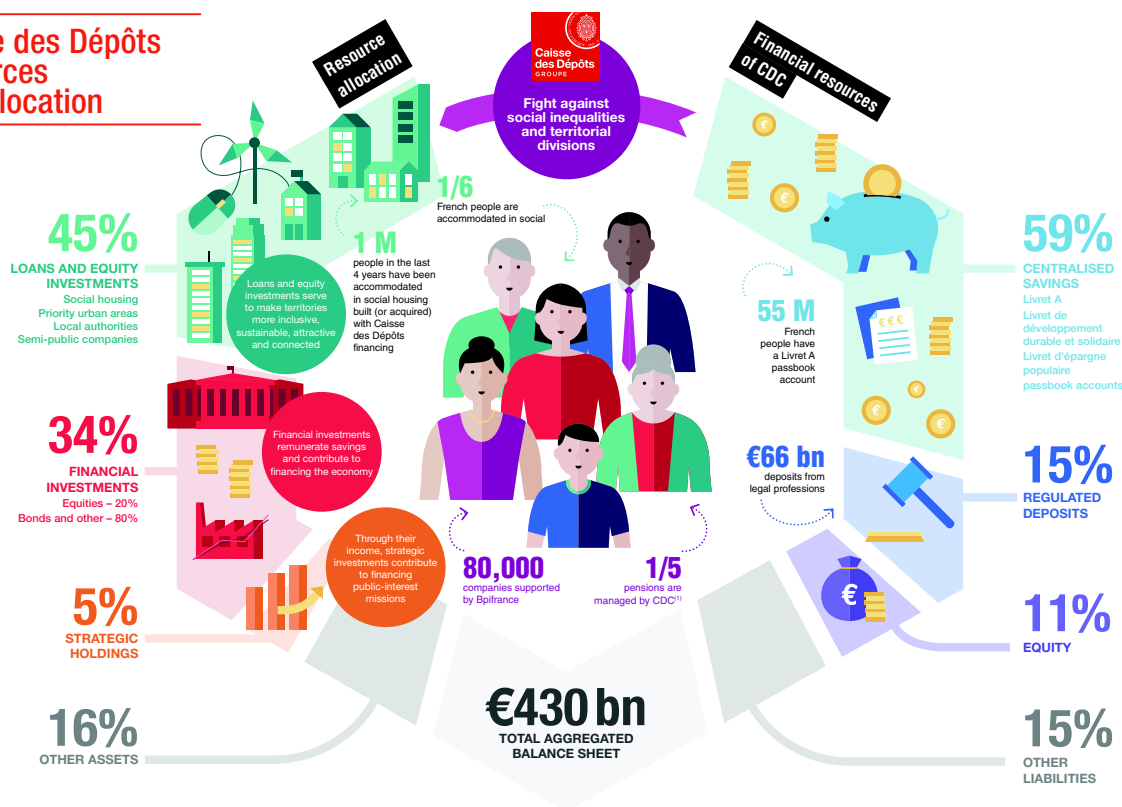 e des Dépôts
rces
location
Resource
allocation
Caisse
des Dépôts
GROUPE
Fight against
social inequalities
and territorial
divisions
Financial resources
of CDC
45%
LOANS AND EQUITY
INVESTMENTS
Social housing
Priority urban areas
Local authorities
Semi-public companies
Loans and equity
investments serve
to make territories
more inclusive,
sustainable, attractive
and connected
1/6
French people are
accommodated in social
1 M
people in the last
4 years have been
accommodated
in social housing
built (or acquired)
with Caisse
des Dépôts
financing
34%
FINANCIAL
INVESTMENTS
Equities – 20%
Bonds and other – 80%
Financial investments
remunerate savings
and contribute to
financing the economy
5%
STRATEGIC
HOLDINGS
Through their
income, strategic
investments contribute
to financing
public-interest
missions
16%
OTHER ASSETS
80,000
companies supported
by Bpifrance
1/5
pensions are
managed by CDC(1)
€430 bn
TOTAL AGGREGATED
BALANCE SHEET
59%
CENTRALISED
SAVINGS
Livret A
Livret de
développement
durable et solidaire
Livret d'épargne
populaire
passbook accounts
55 M
French
people have
a Livret A
passbook
account
€€€
€66 bn
deposits from
legal professions
15%
REGULATED
DEPOSITS
11%
EQUITY
15%
OTHER
LIABILITIES